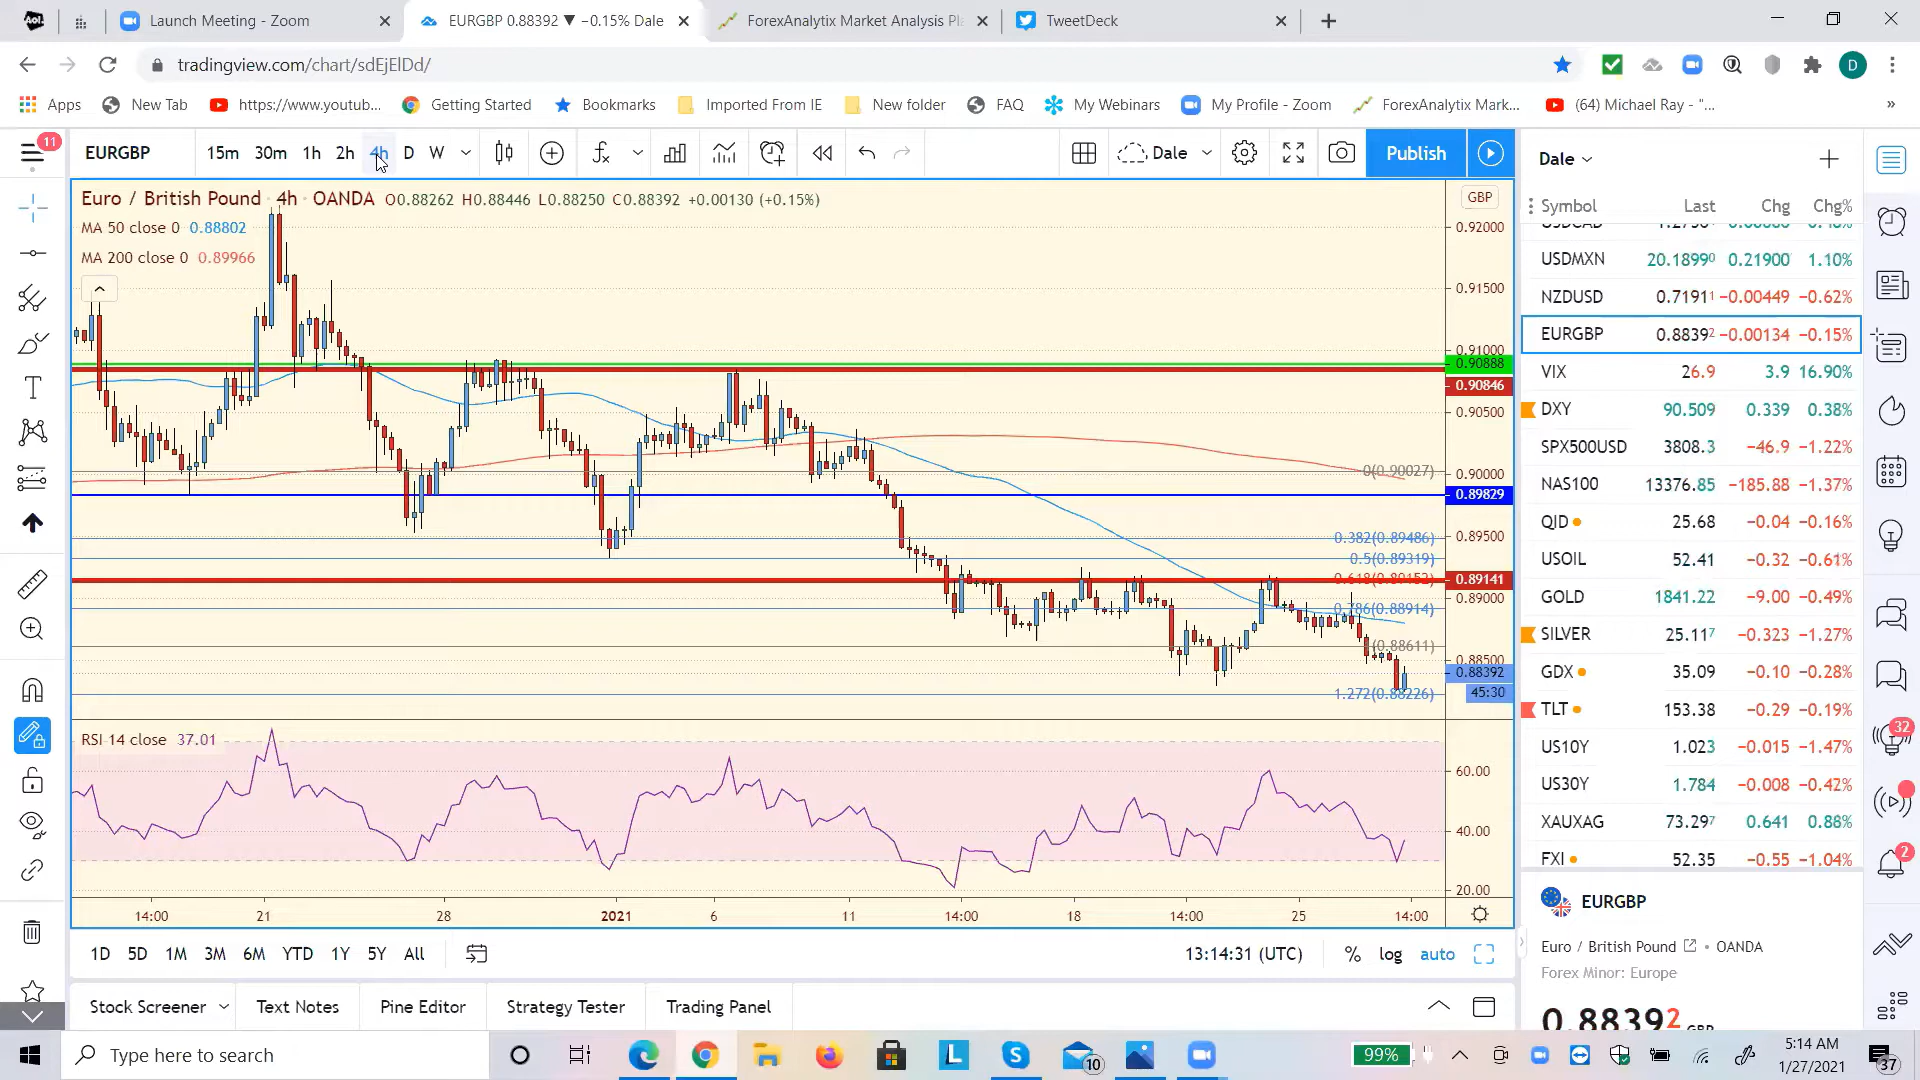 Launch Meeting - Zoom
EURGBP 0.88392 ▼ −0.15% Dale
ForexAnalytix Market Analysis Pl
TweetDeck
tradingview.com/chart/sdEjElDd/
D
Apps
New Tab
https://www.youtub...
Getting Started
Bookmarks
Imported From IE
New folder
FAQ
My Webinars
My Profile - Zoom
ForexAnalytix Mark...
(64) Michael Ray - "...
»
11
EURGBP
15m 30m 1h 2h 4h D W
Dale
Publish
Dale
Euro / British Pound · 4h · OANDA O0.88262 H0.88446 L0.88250 C0.88392 +0.00130 (+0.15%)
MA 50 close 0 0.88802
MA 200 close 0 0.89966
GBP
0.92000
0.91500
0.91000
0.90888
0.90846
0.90500
0.90000
0(0.90027)
0.89829
0.89500
0.382(0.89486)
0.5(0.89319)
0.618(0.89152)
0.89141
0.89000
0.786(0.88914)
(0.88611)
0.88500
0.88392
45:30
1.272(0.88226)
RSI 14 close 37.01
60.00
40.00
20.00
14:00 21 28 2021 6 11 14:00 18 14:00 25 14:00
1D 5D 1M 3M 6M YTD 1Y 5Y All
13:14:31 (UTC)
% log auto
Stock Screener
Text Notes
Pine Editor
Strategy Tester
Trading Panel
Symbol Last Chg Chg%
USDMXN 20.1899⁰ 0.21900 1.10%
NZDUSD 0.7191¹ −0.00449 −0.62%
EURGBP 0.8839² −0.00134 −0.15%
VIX 26.9 3.9 16.90%
DXY 90.509 0.339 0.38%
SPX500USD 3808.3 −46.9 −1.22%
NAS100 13376.85 −185.88 −1.37%
QID 25.68 −0.04 −0.16%
USOIL 52.41 −0.32 −0.61%
GOLD 1841.22 −9.00 −0.49%
SILVER 25.11⁷ −0.323 −1.27%
GDX 35.09 −0.10 −0.28%
TLT 153.38 −0.29 −0.19%
US10Y 1.023 −0.015 −1.47%
US30Y 1.784 −0.008 −0.42%
XAUXAG 73.29⁷ 0.641 0.88%
FXI 52.35 −0.55 −1.04%
EURGBP
Euro / British Pound • OANDA
Forex Minor: Europe
0.88392 GBP
32
2
Type here to search
L
S
10
99%
5:14 AM
1/27/2021
37